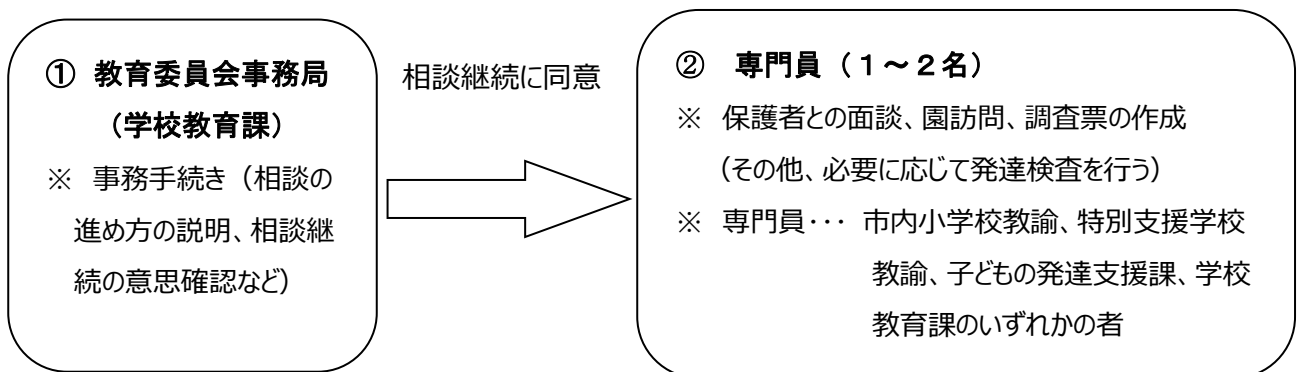 ① 教育委員会事務局
（学校教育課）
※ 事務手続き（相談の
進め方の説明、相談継
続の意思確認など）
相談継続に同意
② 専門員（１～２名）
※ 保護者との面談、園訪問、調査票の作成
（その他、必要に応じて発達検査を行う）
※ 専門員･･･ 市内小学校教諭、特別支援学校
教諭、子どもの発達支援課、学校
教育課のいずれかの者